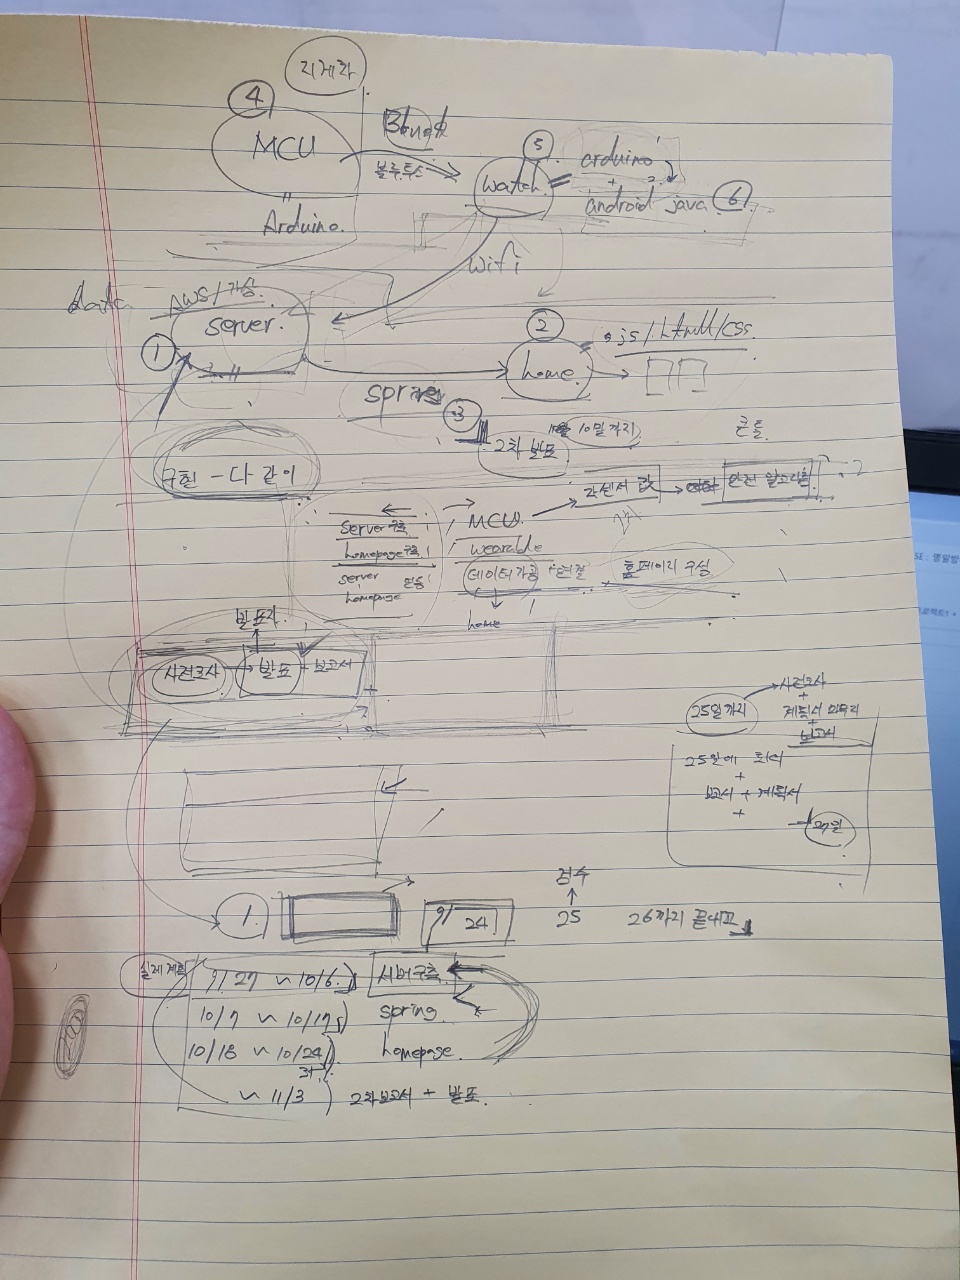 지게차
④
MCU
블루투스
⑤
watch
arduino
+
android java ⑥
Arduino
wifi
data
AWS/가상
server.
①
②
home
js/html/css
spring
③
2차 발표
10일까지
큰틀
구현 - 다 같이
각 센서 값
안전 알고리즘
server 구축
homepage 구축
server
homepage
연동
MCU
wearable
데이터가공 + 연결
홈페이지 구성
home
발표자
사전조사
발표 + 보고서
25일까지
사전조사
+
계획서 마무리
+
보고서
25일에 회의
+
보고서 + 계획서
+
27일
검수
1.
9/24
25
26까지 끝내고
실제 계획
9/27 ~ 10/6 서버구축
10/7 ~ 10/17 spring
10/18 ~ 10/24 homepage
~ 11/3 2차보고서 + 발표